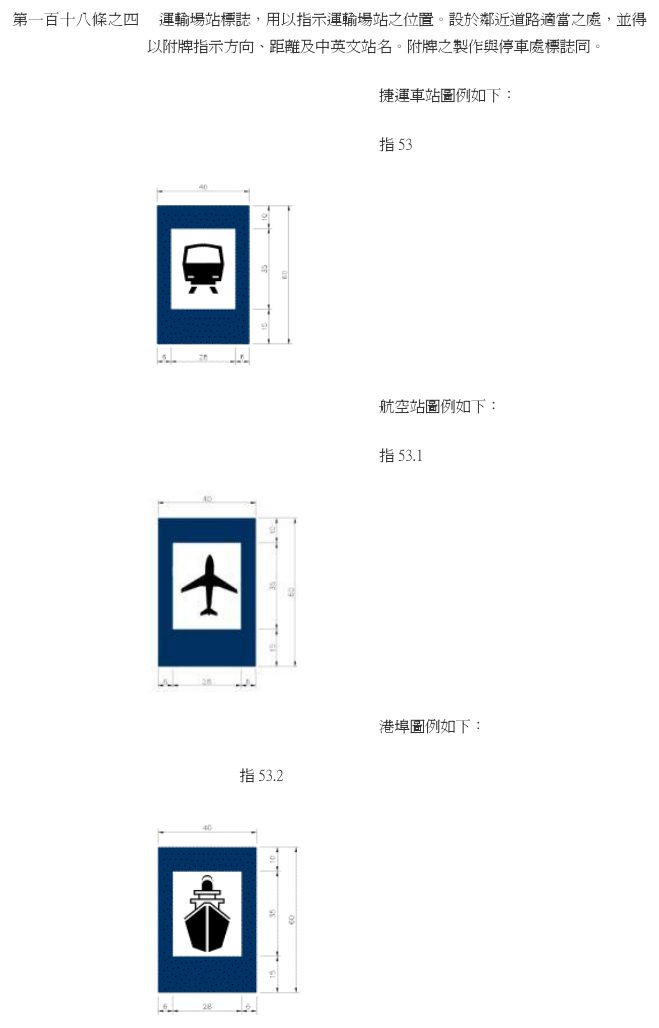 第一百十八條之四　運輸場站標誌，用以指示運輸場站之位置。設於鄰近道路適當之處，並得
以附牌指示方向、距離及中英文站名。附牌之製作與停車處標誌同。
捷運車站圖例如下：
指 53
40
10
35
60
15
6 28 6
航空站圖例如下：
指 53.1
40
10
35
60
15
6 28 6
港埠圖例如下：
指 53.2
40
10
35
60
15
6 28 6